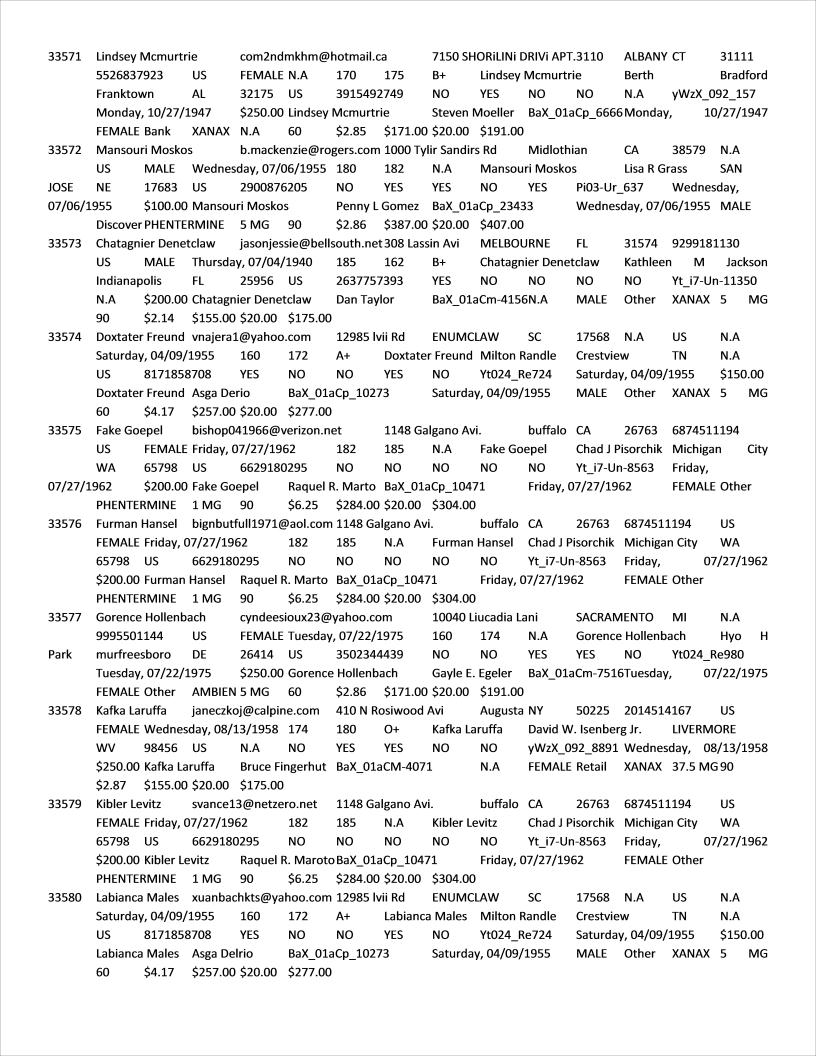 33571 Lindsey Mcmurtrie com2ndmkhm@hotmail.ca 7150 SHORiLiNi DRIVi APT.3110 ALBANY CT 31111
5526837923 US FEMALE N.A 170 175 B+ Lindsey Mcmurtrie Berth Bradford
Franktown AL 32175 US 3915492749 NO YES NO NO N.A yWzX_092_157
Monday, 10/27/1947 $250.00 Lindsey Mcmurtrie Steven Moeller BaX_01aCp_6666Monday, 10/27/1947
FEMALE Bank XANAX N.A 60 $2.85 $171.00 $20.00 $191.00
33572 Mansouri Moskos b.mackenzie@rogers.com 1000 Tylir Sandirs Rd Midlothian CA 38579 N.A
US MALE Wednesday, 07/06/1955 180 182 N.A Mansouri Moskos Lisa R Grass SAN
JOSE NE 17683 US 2900876205 NO YES YES NO YES Pi03-Ur_637 Wednesday,
07/06/1955 $100.00 Mansouri Moskos Penny L Gomez BaX_01aCp_23433 Wednesday, 07/06/1955 MALE
Discover PHENTERMINE 5 MG 90 $2.86 $387.00 $20.00 $407.00
33573 Chatagnier Denetclaw jasonjessie@bellsouth.net 308 Lassin Avi MELBOURNE FL 31574 9299181130
US MALE Thursday, 07/04/1940 185 162 B+ Chatagnier Denetclaw Kathleen M Jackson
Indianapolis FL 25956 US 2637757393 YES NO NO NO NO Yt_i7-Un-11350
N.A $200.00 Chatagnier Denetclaw Dan Taylor BaX_01aCm-4156N.A MALE Other XANAX 5 MG
90 $2.14 $155.00 $20.00 $175.00
33574 Doxtater Freund vnajera1@yahoo.com 12985 lvii Rd ENUMCLAW SC 17568 N.A US N.A
Saturday, 04/09/1955 160 172 A+ Doxtater Freund Milton Randle Crestview TN N.A
US 8171858708 YES NO NO YES NO Yt024_Re724 Saturday, 04/09/1955 $150.00
Doxtater Freund Asga Derio BaX_01aCp_10273 Saturday, 04/09/1955 MALE Other XANAX 5 MG
60 $4.17 $257.00 $20.00 $277.00
33575 Fake Goepel bishop041966@verizon.net 1148 Galgano Avi. buffalo CA 26763 6874511194
US FEMALE Friday, 07/27/1962 182 185 N.A Fake Goepel Chad J Pisorchik Michigan City
WA 65798 US 6629180295 NO NO NO NO NO Yt_i7-Un-8563 Friday,
07/27/1962 $200.00 Fake Goepel Raquel R. Marto BaX_01aCp_10471 Friday, 07/27/1962 FEMALE Other
PHENTERMINE 1 MG 90 $6.25 $284.00 $20.00 $304.00
33576 Furman Hansel bignbutfull1971@aol.com 1148 Galgano Avi. buffalo CA 26763 6874511194 US
FEMALE Friday, 07/27/1962 182 185 N.A Furman Hansel Chad J Pisorchik Michigan City WA
65798 US 6629180295 NO NO NO NO NO Yt_i7-Un-8563 Friday, 07/27/1962
$200.00 Furman Hansel Raquel R. Marto BaX_01aCp_10471 Friday, 07/27/1962 FEMALE Other
PHENTERMINE 1 MG 90 $6.25 $284.00 $20.00 $304.00
33577 Gorence Hollenbach cyndeesioux23@yahoo.com 10040 Liucadia Lani SACRAMENTO MI N.A
9995501144 US FEMALE Tuesday, 07/22/1975 160 174 N.A Gorence Hollenbach Hyo H
Park murfreesboro DE 26414 US 3502344439 NO NO YES YES NO Yt024_Re980
Tuesday, 07/22/1975 $250.00 Gorence Hollenbach Gayle E. Egeler BaX_01aCm-7516Tuesday, 07/22/1975
FEMALE Other AMBIEN 5 MG 60 $2.86 $171.00 $20.00 $191.00
33578 Kafka Laruffa janeczkoj@calpine.com 410 N Rosiwood Avi Augusta NY 50225 2014514167 US
FEMALE Wednesday, 08/13/1958 174 180 O+ Kafka Laruffa David W. Isenberg Jr. LIVERMORE
WV 98456 US N.A NO YES YES NO NO yWzX_092_8891 Wednesday, 08/13/1958
$250.00 Kafka Laruffa Bruce Fingerhut BaX_01aCM-4071 N.A FEMALE Retail XANAX 37.5 MG 90
$2.87 $155.00 $20.00 $175.00
33579 Kibler Levitz svance13@netzero.net 1148 Galgano Avi. buffalo CA 26763 6874511194 US
FEMALE Friday, 07/27/1962 182 185 N.A Kibler Levitz Chad J Pisorchik Michigan City WA
65798 US 6629180295 NO NO NO NO NO Yt_i7-Un-8563 Friday, 07/27/1962
$200.00 Kibler Levitz Raquel R. MarotoBaX_01aCp_10471 Friday, 07/27/1962 FEMALE Other
PHENTERMINE 1 MG 90 $6.25 $284.00 $20.00 $304.00
33580 Labianca Males xuanbachkts@yahoo.com 12985 lvii Rd ENUMCLAW SC 17568 N.A US N.A
Saturday, 04/09/1955 160 172 A+ Labianca Males Milton Randle Crestview TN N.A
US 8171858708 YES NO NO YES NO Yt024_Re724 Saturday, 04/09/1955 $150.00
Labianca Males Asga Delrio BaX_01aCp_10273 Saturday, 04/09/1955 MALE Other XANAX 5 MG
60 $4.17 $257.00 $20.00 $277.00